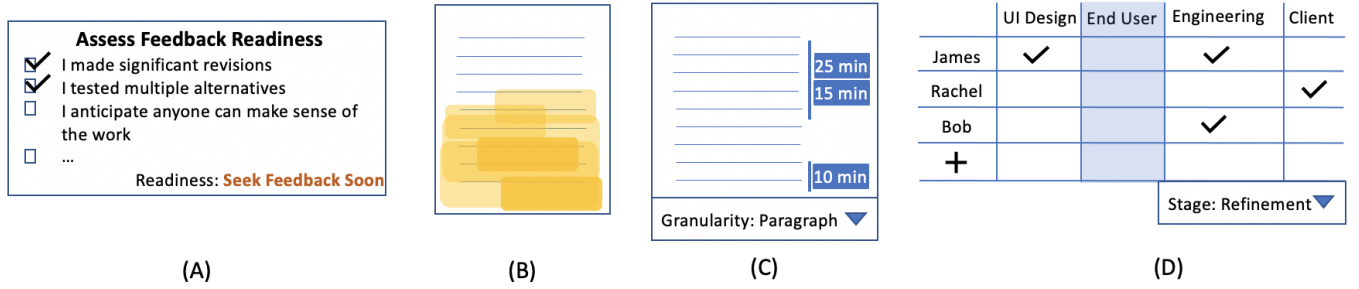 Assess Feedback Readiness
I made significant revisions
I tested multiple alternatives
I anticipate anyone can make sense of
the work
...
Readiness: Seek Feedback Soon
(A)
(B)
25 min
15 min
10 min
Granularity: Paragraph
(C)
UI Design End User Engineering Client
James
Rachel
Bob
+
Stage: Refinement
(D)